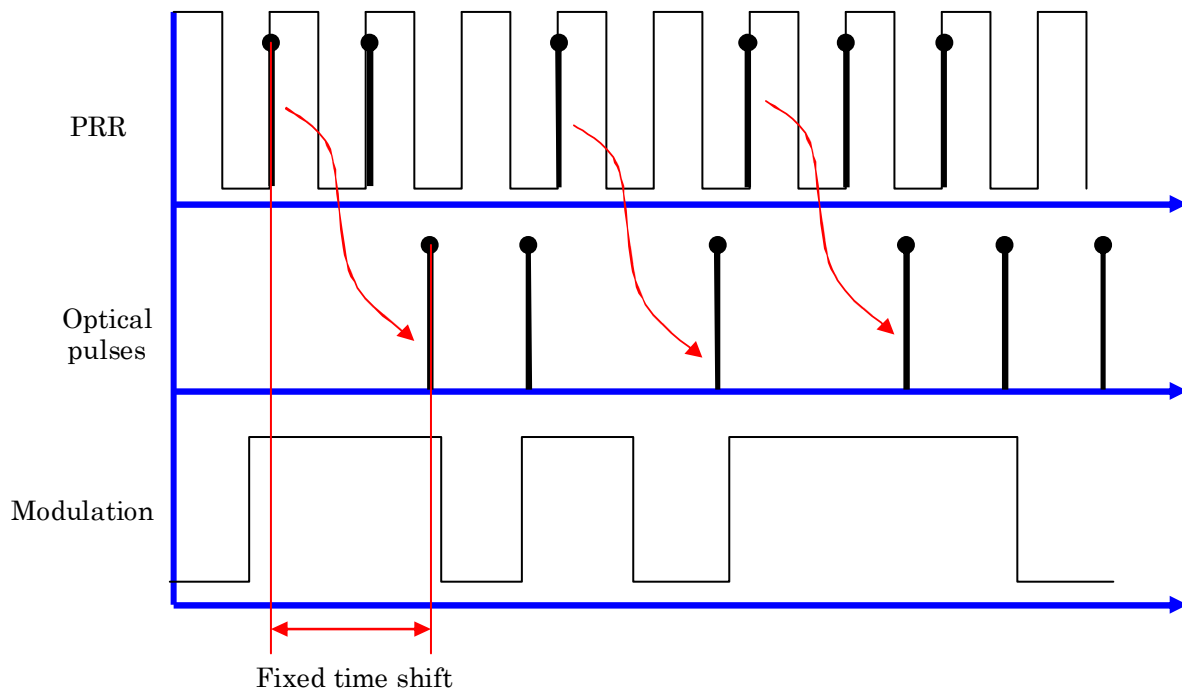 PRR
Optical
pulses
Modulation
Fixed time shift